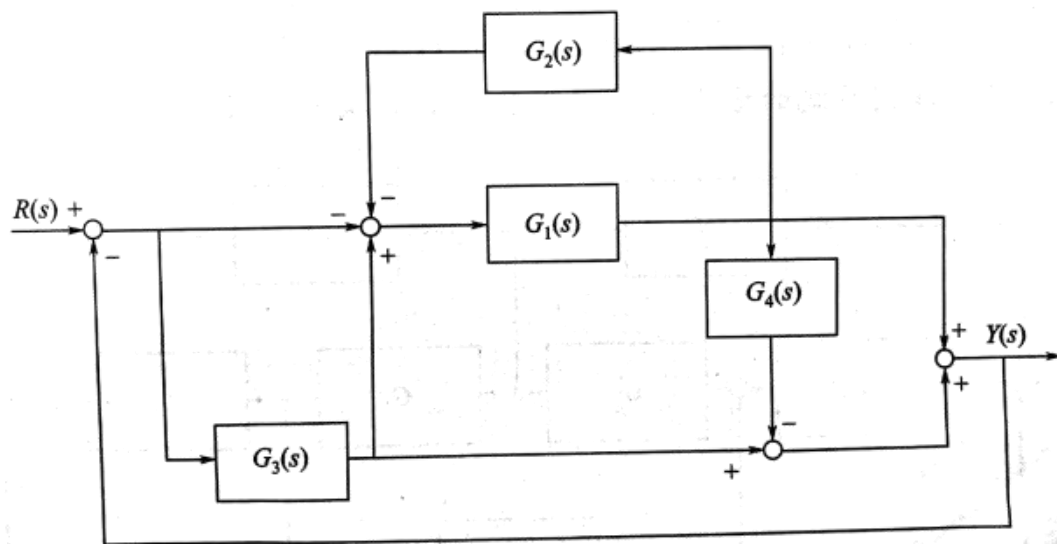 G₂(s)
R(s) + − − G₁(s)
− +
G₄(s)
+ Y(s)
+
−
G₃(s) +
−